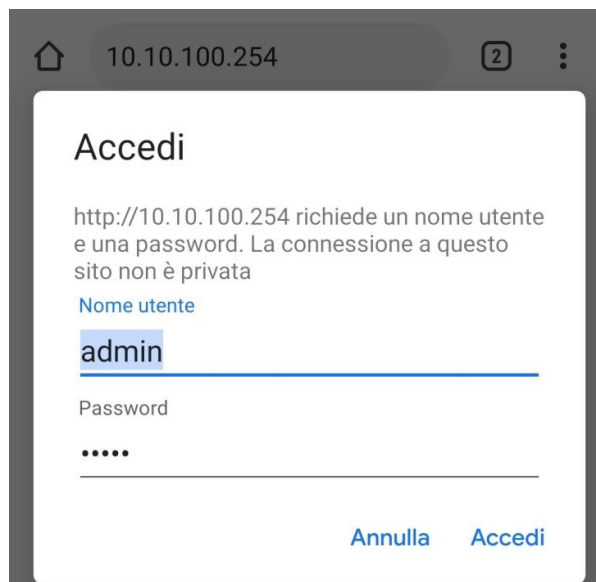 10.10.100.254
2
Accedi
http://10.10.100.254 richiede un nome utente
e una password. La connessione a questo
sito non è privata
Nome utente
admin
Password
•••••
Annulla Accedi